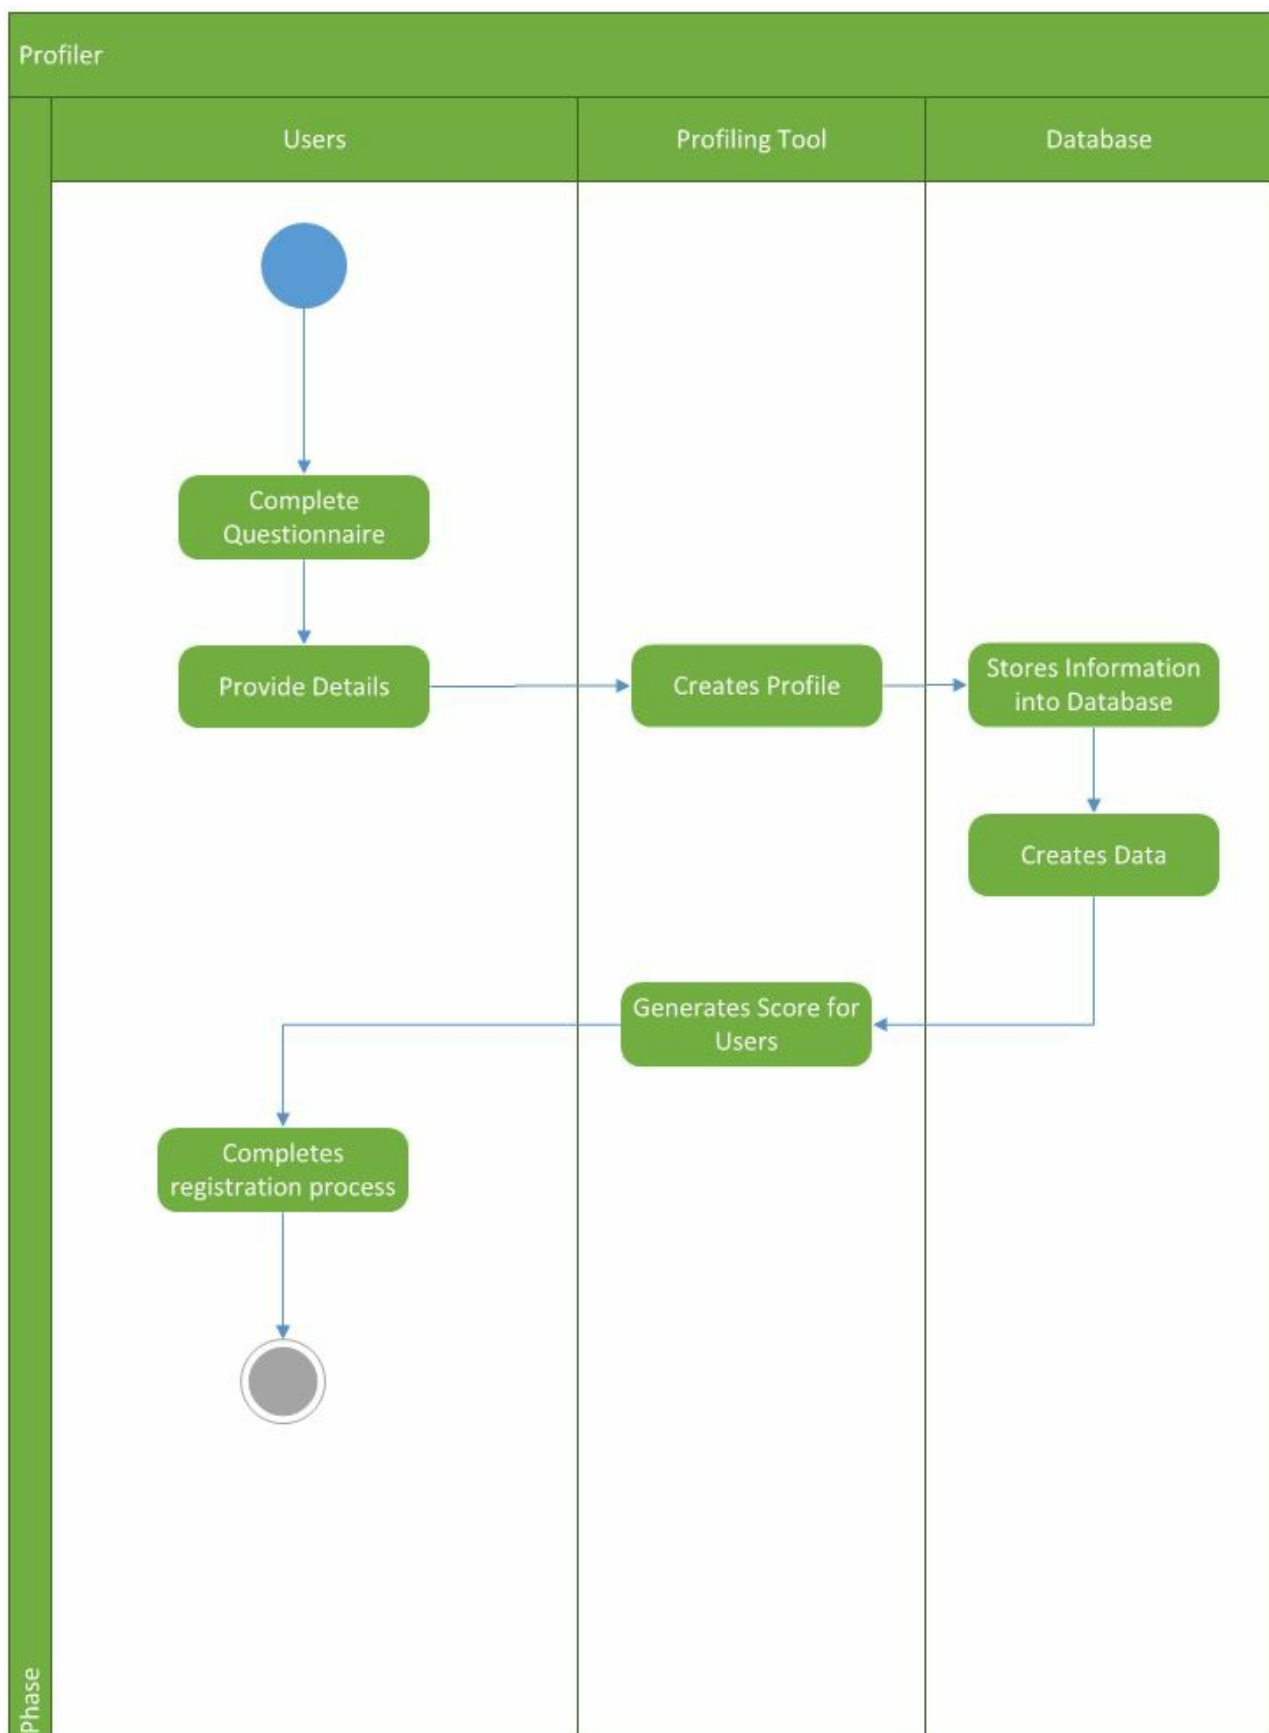 Profiler
Users
Profiling Tool
Database
Complete
Questionnaire
Provide Details
Creates Profile
Stores Information
into Database
Creates Data
Generates Score for
Users
Completes
registration process
Phase